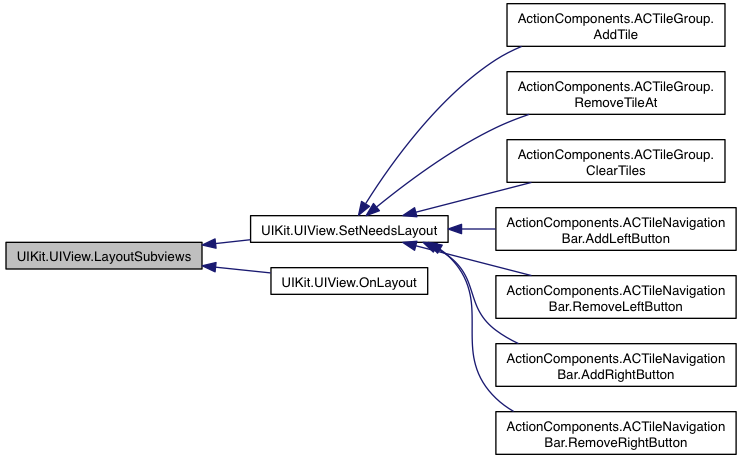 ActionComponents.ACTileGroup.
AddTile
ActionComponents.ACTileGroup.
RemoveTileAt
ActionComponents.ACTileGroup.
ClearTiles
UIKit.UIView.SetNeedsLayout
ActionComponents.ACTileNavigation
Bar.AddLeftButton
UIKit.UIView.LayoutSubviews
UIKit.UIView.OnLayout
ActionComponents.ACTileNavigation
Bar.RemoveLeftButton
ActionComponents.ACTileNavigation
Bar.AddRightButton
ActionComponents.ACTileNavigation
Bar.RemoveRightButton